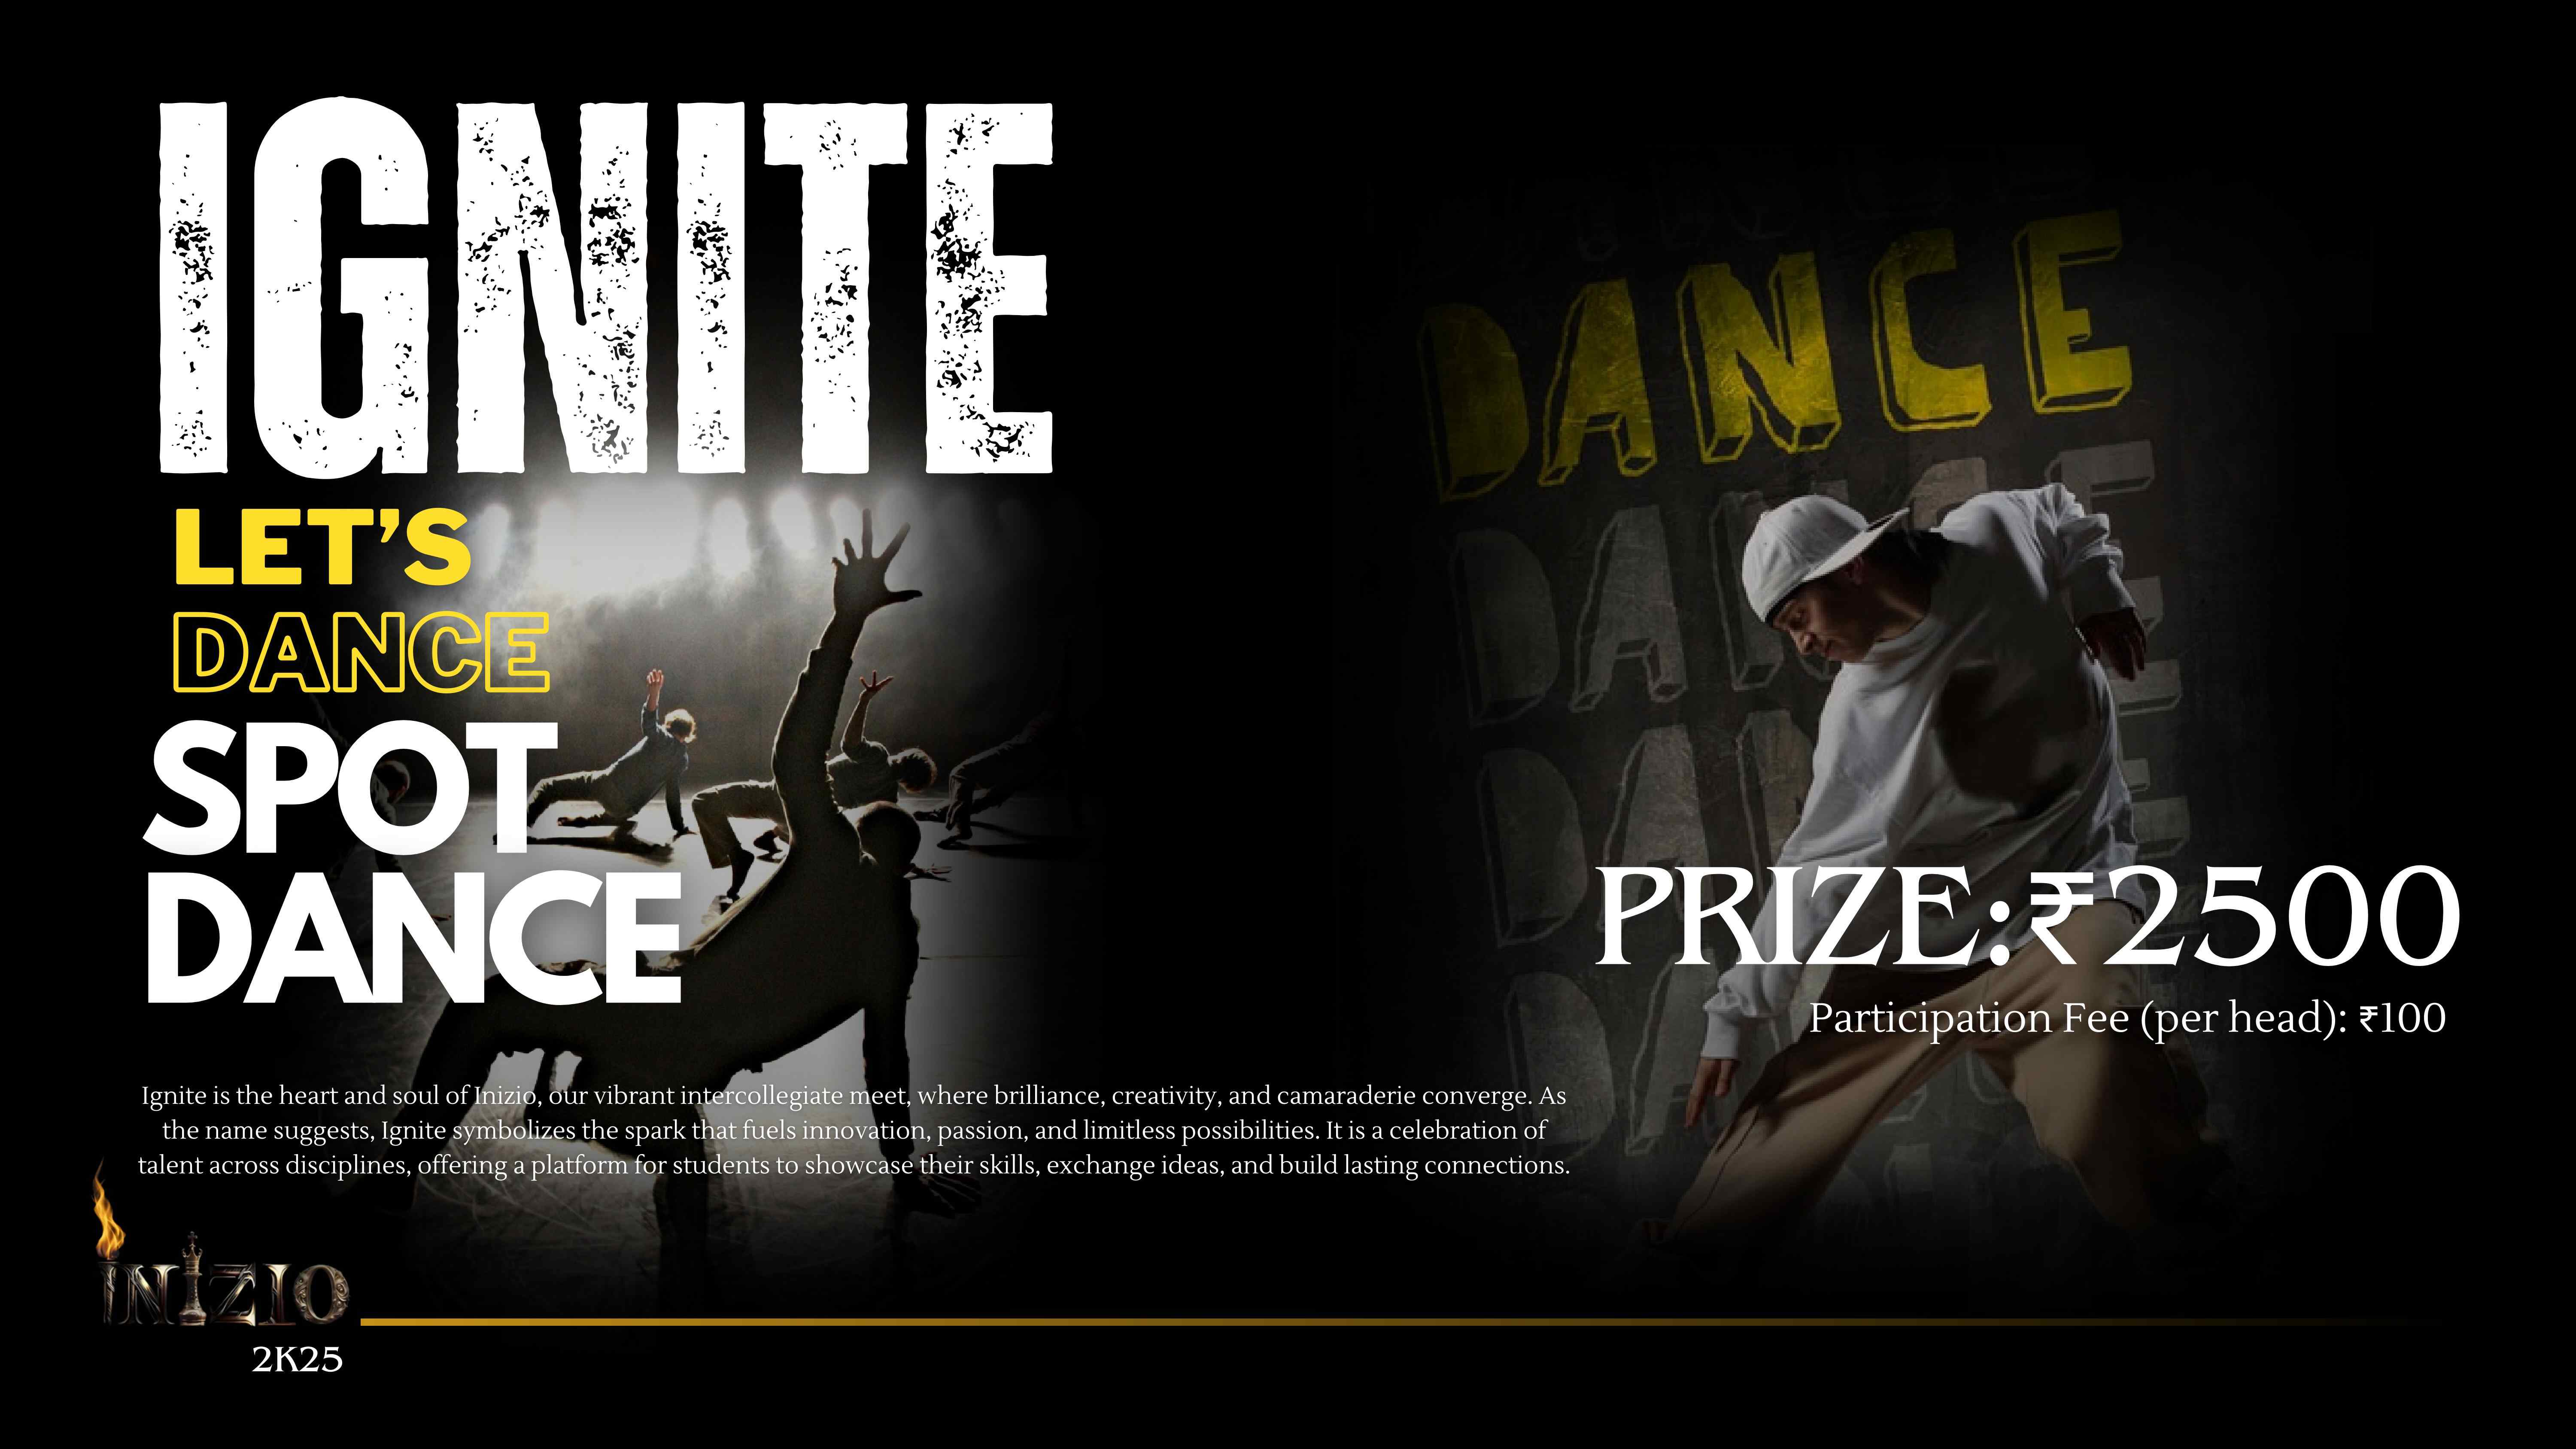 IGNITE
LET'S
DANCE
SPOT
DANCE
DANCE
DANCE
DANCE
PRIZE:₹2500
Participation Fee (per head): ₹100
Ignite is the heart and soul of Inizio, our vibrant intercollegiate meet, where brilliance, creativity, and camaraderie converge. As
the name suggests, Ignite symbolizes the spark that fuels innovation, passion, and limitless possibilities. It is a celebration of
talent across disciplines, offering a platform for students to showcase their skills, exchange ideas, and build lasting connections.
INIZIO
2K25